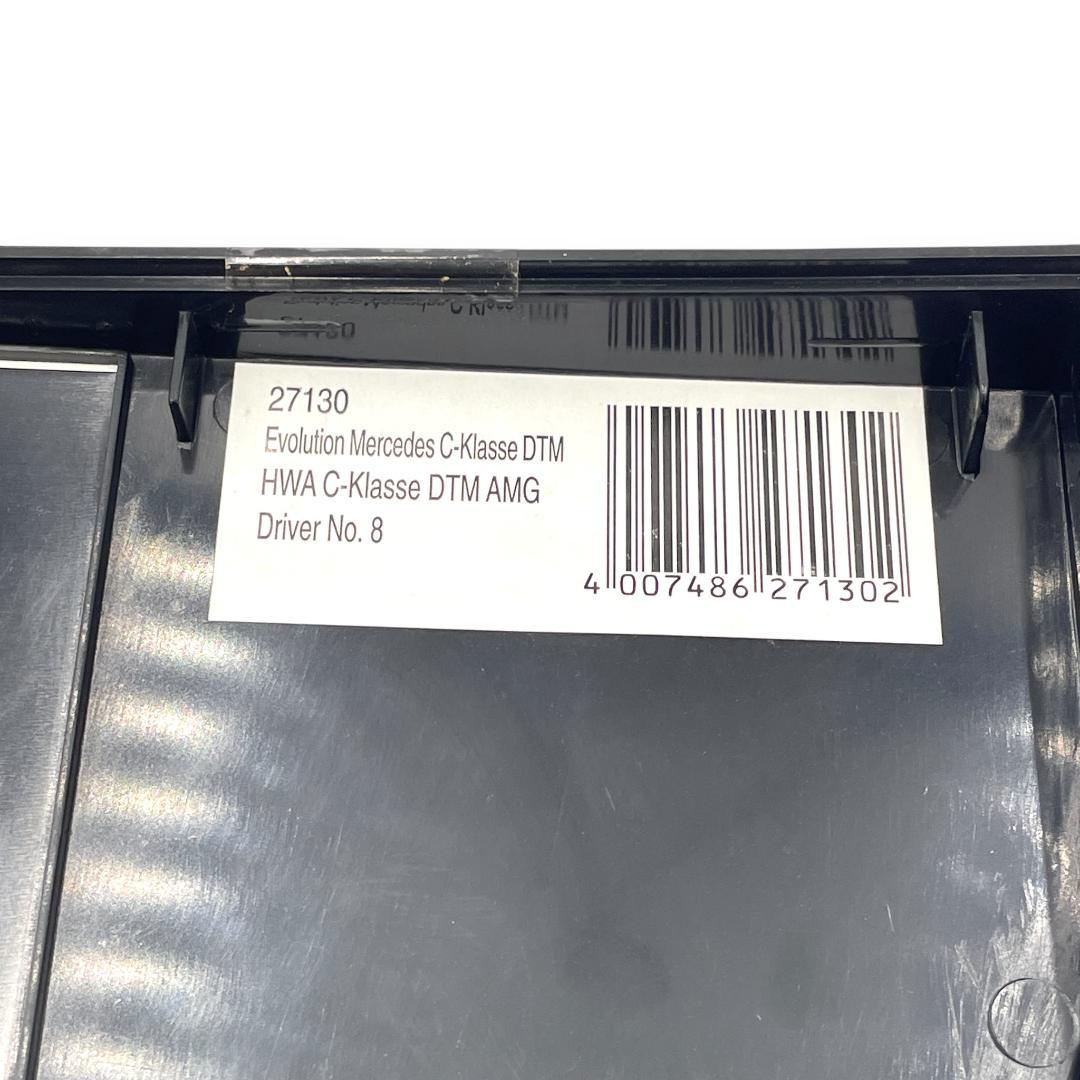 27130
Evolution Mercedes C-Klasse DTM
HWA C-Klasse DTM AMG
Driver No. 8
4 007486 271302